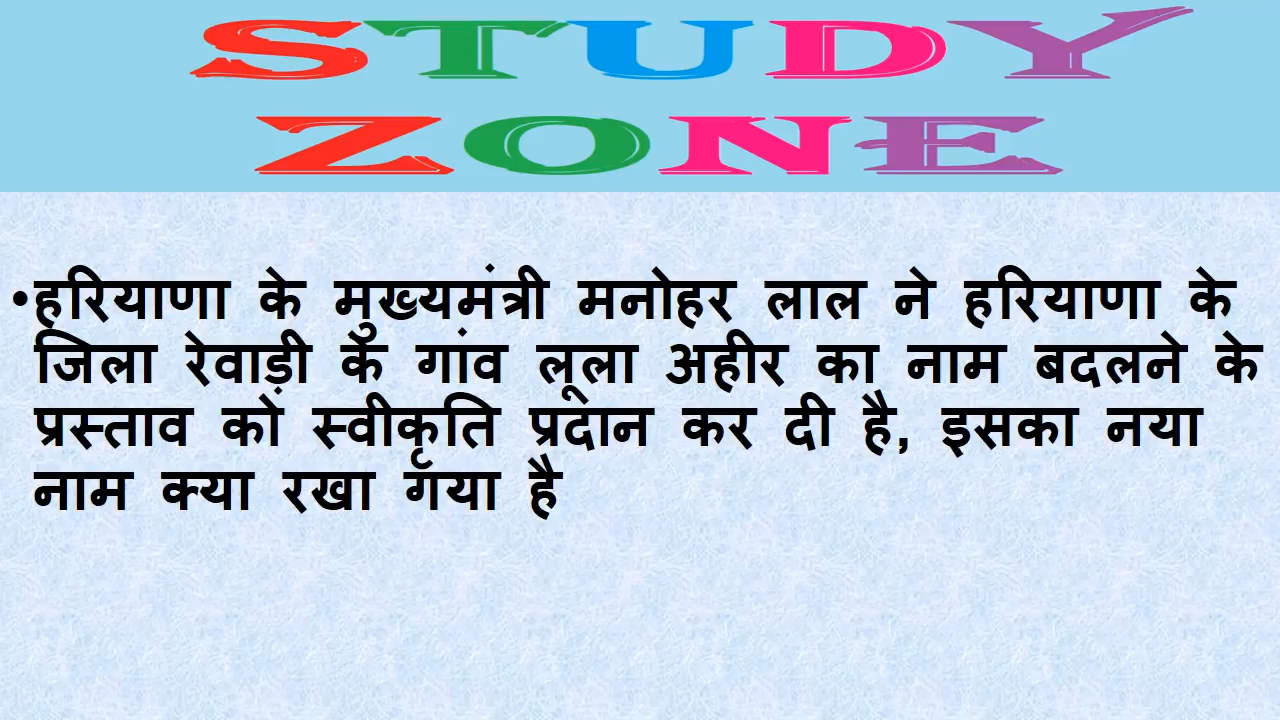 STUDY
ZONE
•हरियाणा के मुख्यमंत्री मनोहर लाल ने हरियाणा के
जिला रेवाड़ी के गांव लूला अहीर का नाम बदलने के
प्रस्ताव को स्वीकृति प्रदान कर दी है, इसका नया
नाम क्या रखा गया है